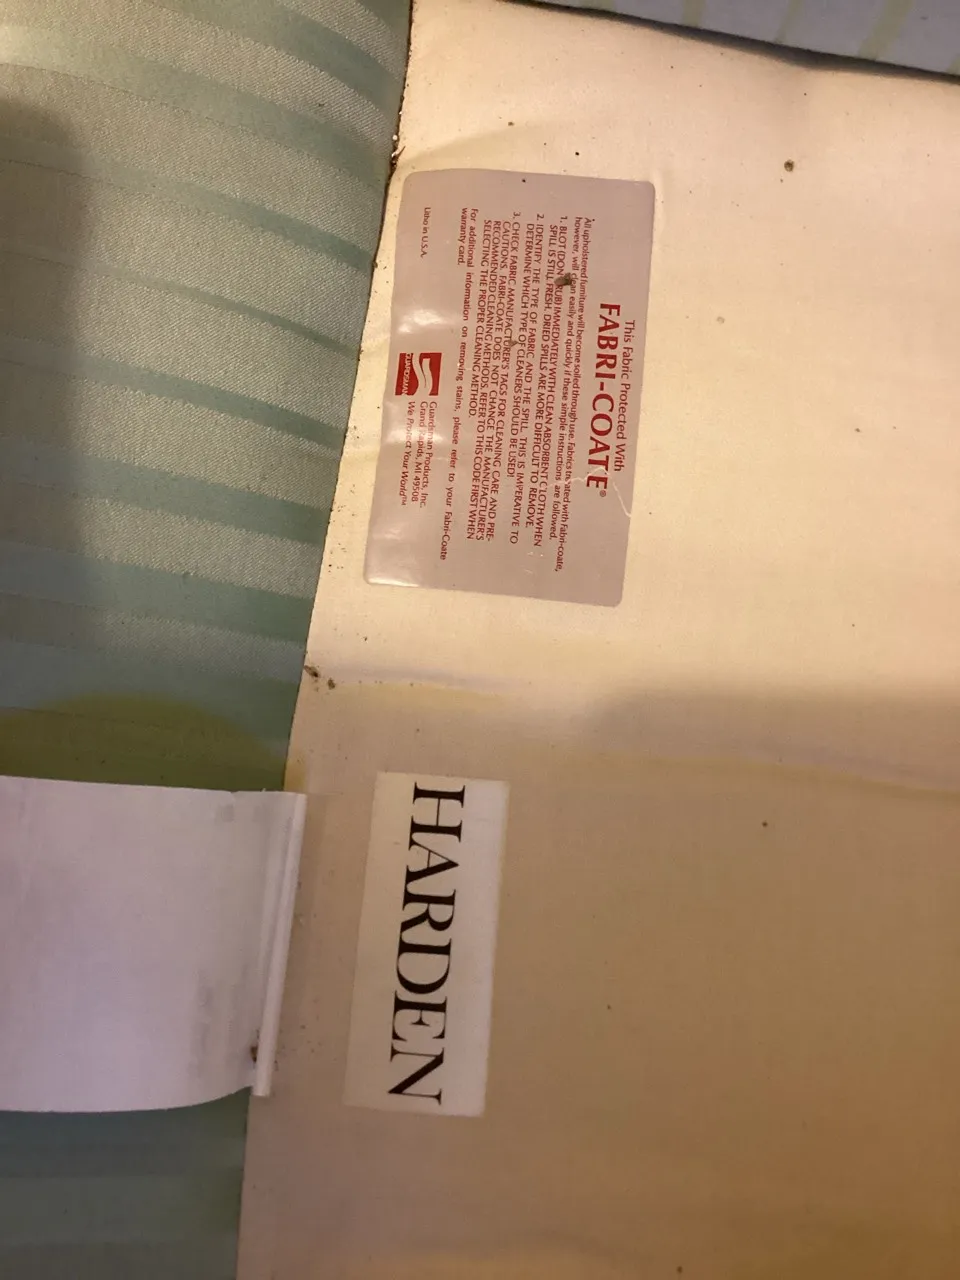 This Fabric Protected With
FABRI-COATE®
All upholstered furniture will become soiled through use. Fabrics treated with Fabri-coate,
however, will clean easily and quickly if these simple instructions are followed.
1. BLOT (DON'T RUB) IMMEDIATELY WITH CLEAN ABSORBENT CLOTH WHEN
SPILL IS STILL FRESH. DRIED SPILLS ARE MORE DIFFICULT TO REMOVE.
2. IDENTIFY THE TYPE OF FABRIC AND THE SPILL. THIS IS IMPERATIVE TO
DETERMINE WHICH TYPE OF CLEANERS SHOULD BE USED!
3. CHECK FABRIC MANUFACTURER'S TAGS FOR CLEANING CARE AND PRE-
CAUTIONS. FABRI-COATE DOES NOT CHANGE THE MANUFACTURER'S
RECOMMENDED CLEANING METHODS. REFER TO THIS CODE FIRST WHEN
SELECTING THE PROPER CLEANING METHOD.
For additional information on removing stains, please refer to your Fabri-Coate
warranty card.
GUARDSMAN
Guardsman Products, Inc.
Grand Rapids, MI 49508
We Protect Your World™
Litho in U.S.A.
HARDEN